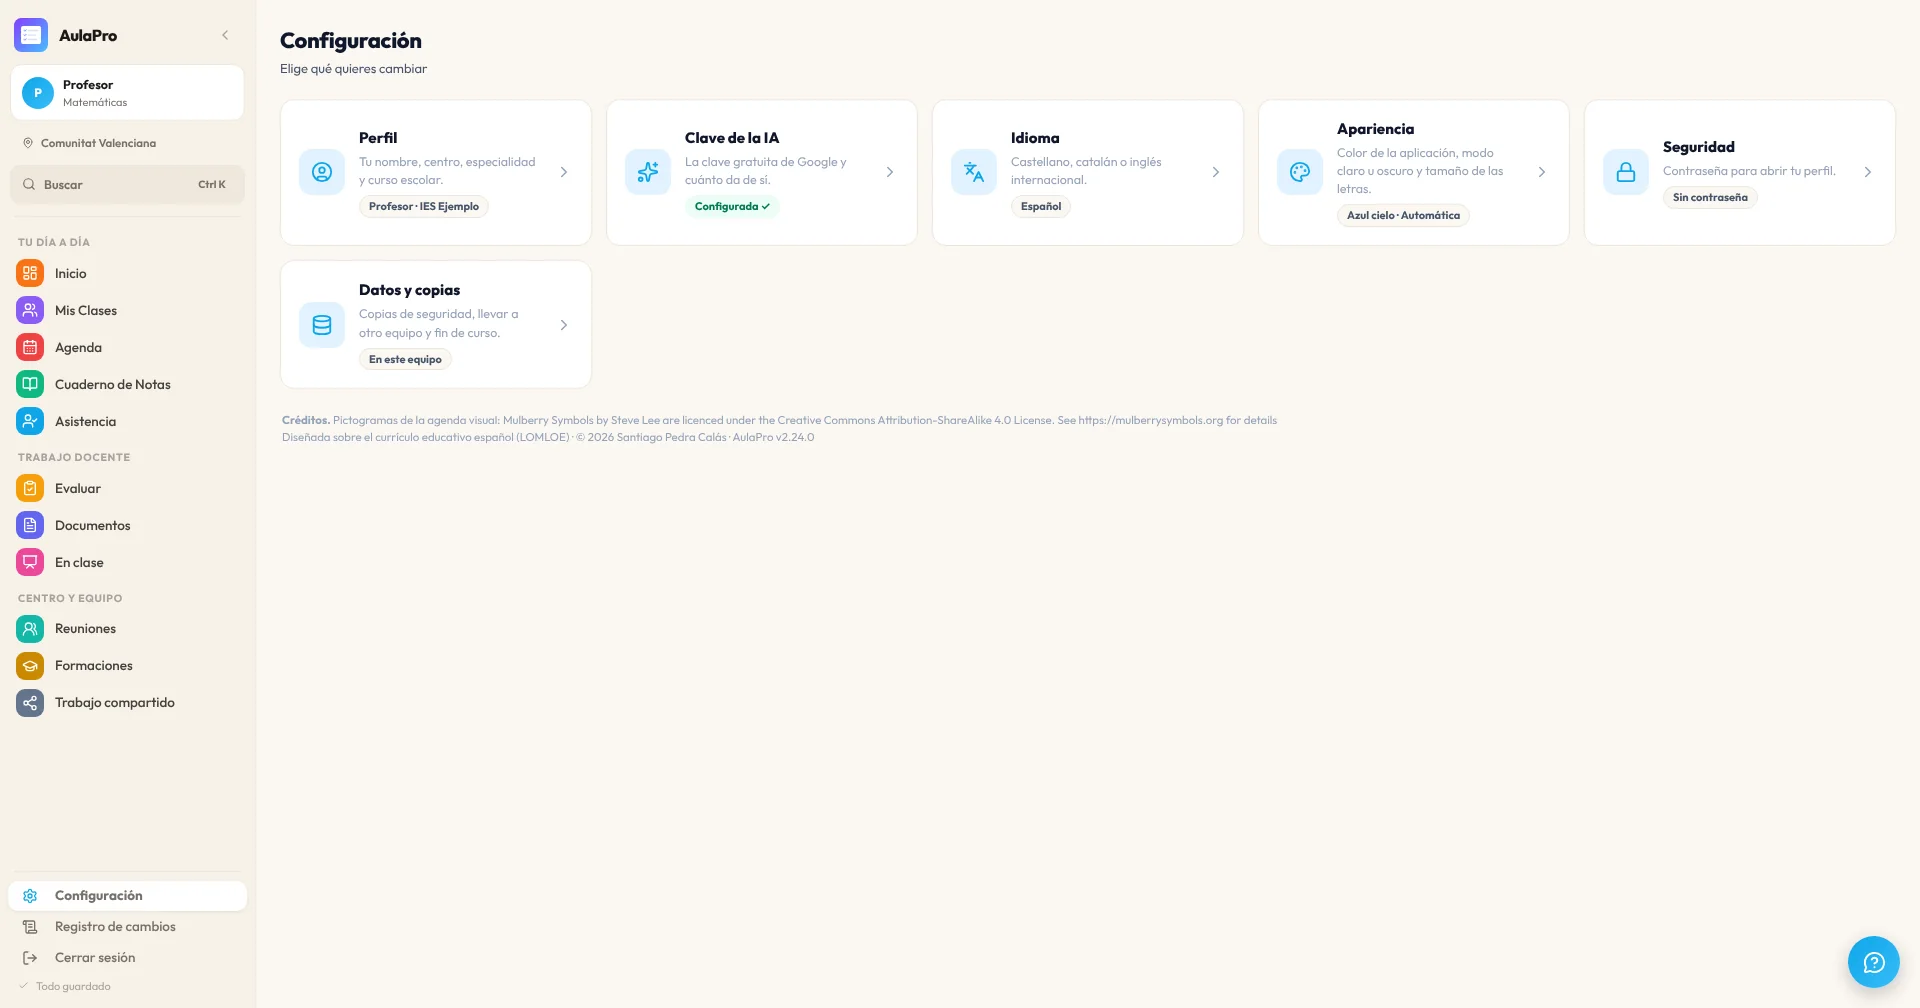 AulaPro
P
Profesor
Matemáticas
Comunitat Valenciana
Buscar
Ctrl K
TU DÍA A DÍA
Inicio
Mis Clases
Agenda
Cuaderno de Notas
Asistencia
TRABAJO DOCENTE
Evaluar
Documentos
En clase
CENTRO Y EQUIPO
Reuniones
Formaciones
Trabajo compartido
Configuración
Registro de cambios
Cerrar sesión
Todo guardado
Configuración
Elige qué quieres cambiar
Perfil
Tu nombre, centro, especialidad
y curso escolar.
Profesor · IES Ejemplo
Clave de la IA
La clave gratuita de Google y
cuánto da de sí.
Configurada ✓
Idioma
Castellano, catalán o inglés
internacional.
Español
Apariencia
Color de la aplicación, modo
claro u oscuro y tamaño de las
letras.
Azul cielo · Automática
Seguridad
Contraseña para abrir tu perfil.
Sin contraseña
Datos y copias
Copias de seguridad, llevar a
otro equipo y fin de curso.
En este equipo
Créditos. Pictogramas de la agenda visual: Mulberry Symbols by Steve Lee are licenced under the Creative Commons Attribution-ShareAlike 4.0 License. See https://mulberrysymbols.org for details
Diseñada sobre el currículo educativo español (LOMLOE) · © 2026 Santiago Pedra Calás · AulaPro v2.24.0